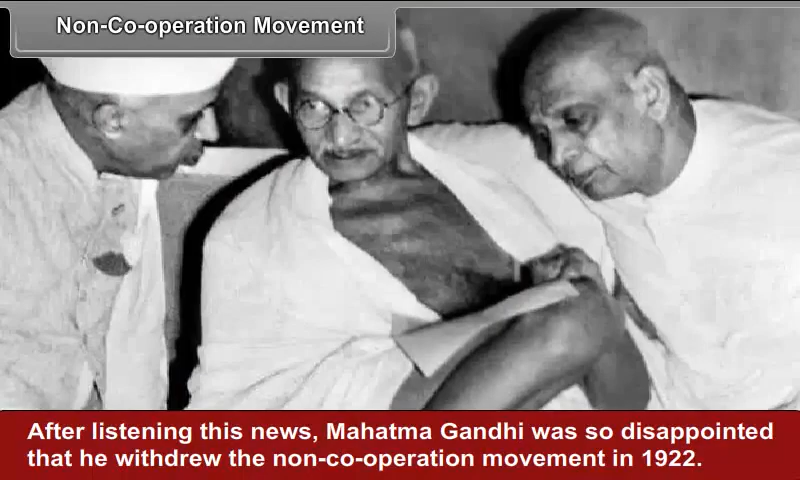 Non-Co-operation Movement
After listening this news, Mahatma Gandhi was so disappointed
that he withdrew the non-co-operation movement in 1922.